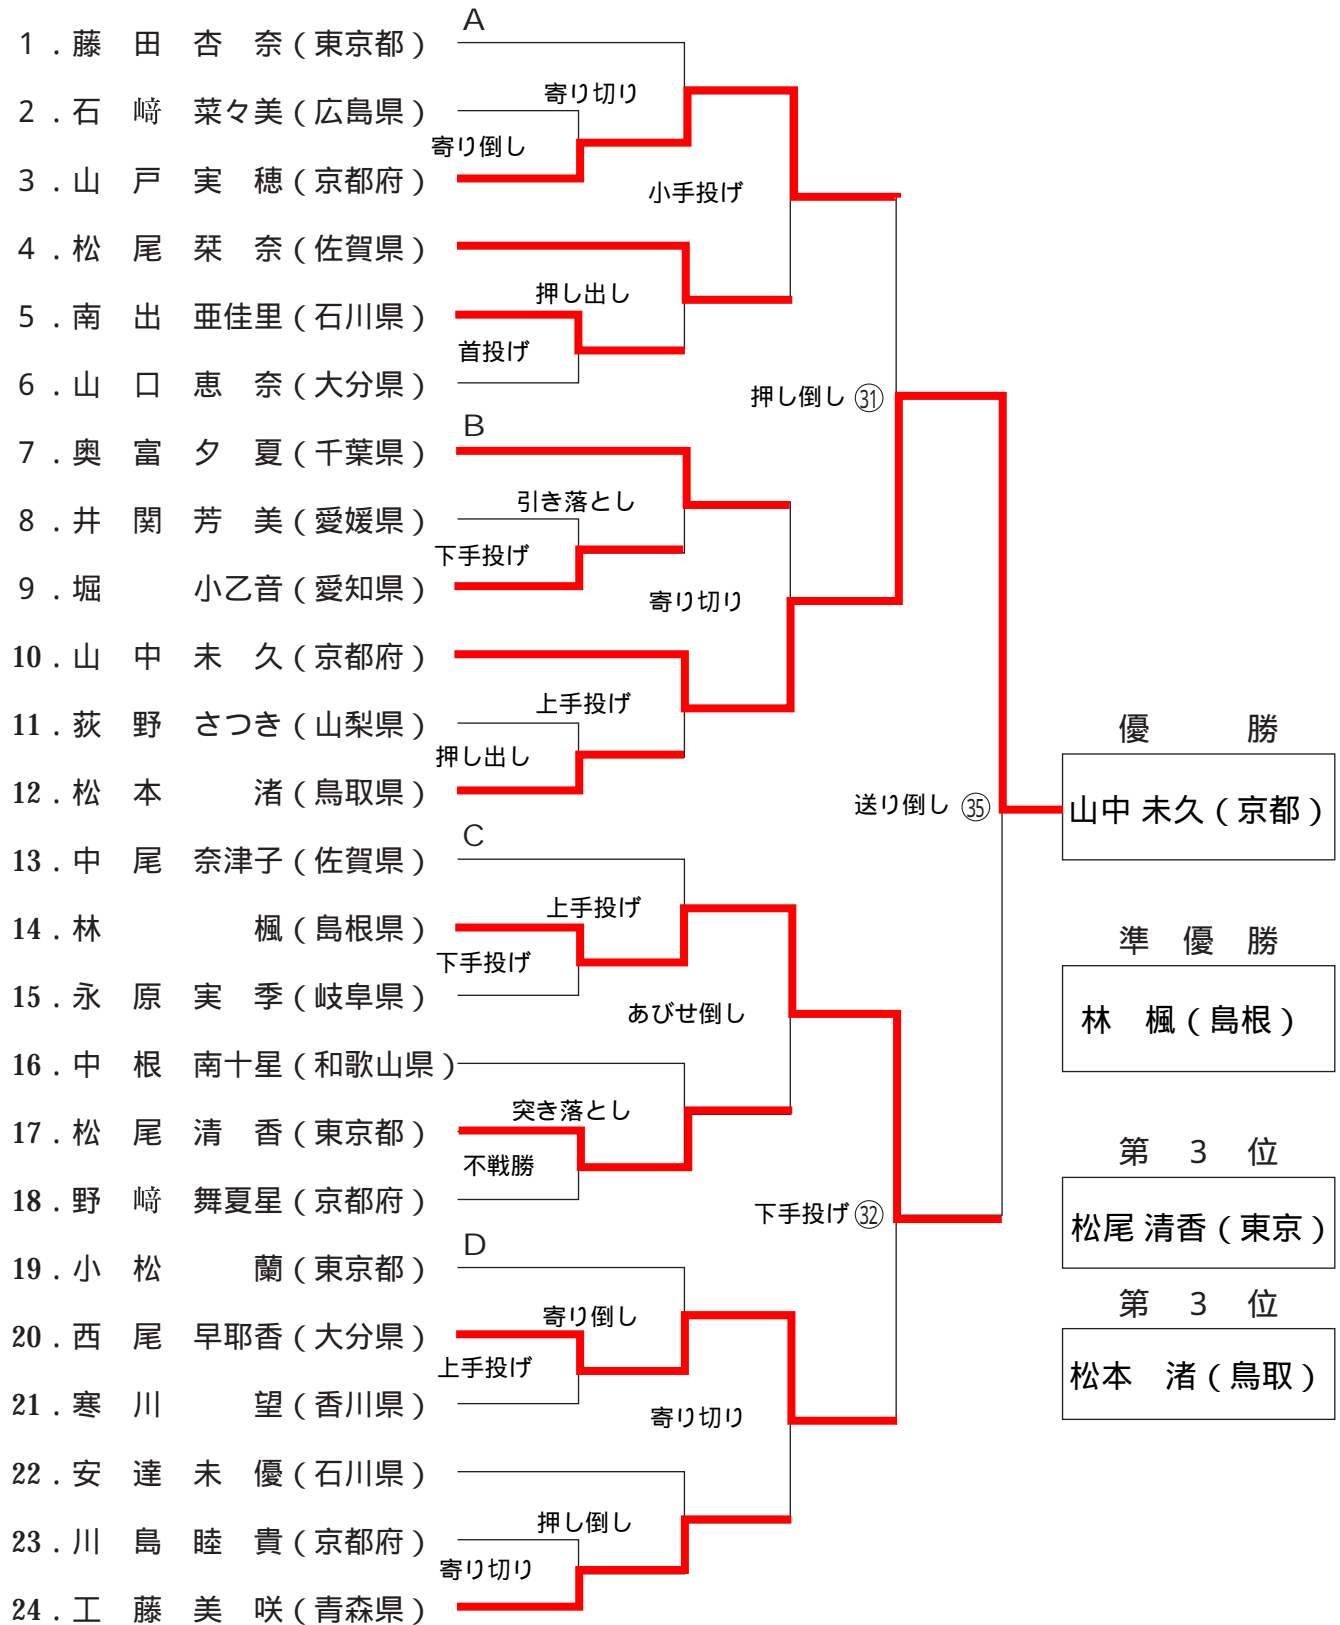 A
1．藤　田　杏　奈（東京都）
寄り切り
2．石　﨑　菜々美（広島県）
寄り倒し
3．山　戸　実　穂（京都府）
小手投げ
4．松　尾　栞　奈（佐賀県）
押し出し
5．南　出　亜佳里（石川県）
首投げ
6．山　口　恵　奈（大分県）
押し倒し ㉛
B
7．奥　富　夕　夏（千葉県）
引き落とし
8．井　関　芳　美（愛媛県）
下手投げ
9．堀　　　小乙音（愛知県）
寄り切り
10．山　中　未　久（京都府）
上手投げ
11．荻　野　さつき（山梨県）
押し出し
12．松　本　　　渚（鳥取県）
送り倒し ㉟
C
13．中　尾　奈津子（佐賀県）
上手投げ
14．林　　　　　楓（島根県）
下手投げ
15．永　原　実　季（岐阜県）
あびせ倒し
16．中　根　南十星（和歌山県）
突き落とし
17．松　尾　清　香（東京都）
不戦勝
18．野　﨑　舞夏星（京都府）
下手投げ ㉜
D
19．小　松　　　蘭（東京都）
寄り倒し
20．西　尾　早耶香（大分県）
上手投げ
21．寒　川　　　望（香川県）
寄り切り
22．安　達　未　優（石川県）
押し倒し
23．川　島　睦　貴（京都府）
寄り切り
24．工　藤　美　咲（青森県）
優　　　勝
山中 未久（京都）
準　優　勝
林　楓（島根）
第　3　位
松尾 清香（東京）
第　3　位
松本　渚（鳥取）